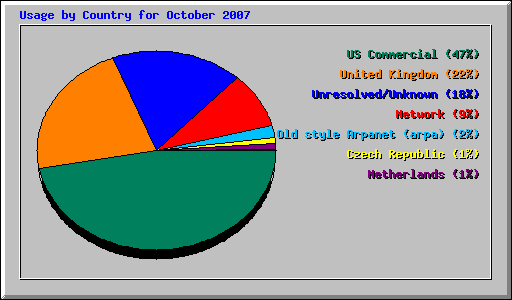 Usage by Country for October 2007
US Commercial (47%)
United Kingdom (22%)
Unresolved/Unknown (18%)
Network (9%)
Old style Arpanet (arpa) (2%)
Czech Republic (1%)
Netherlands (1%)